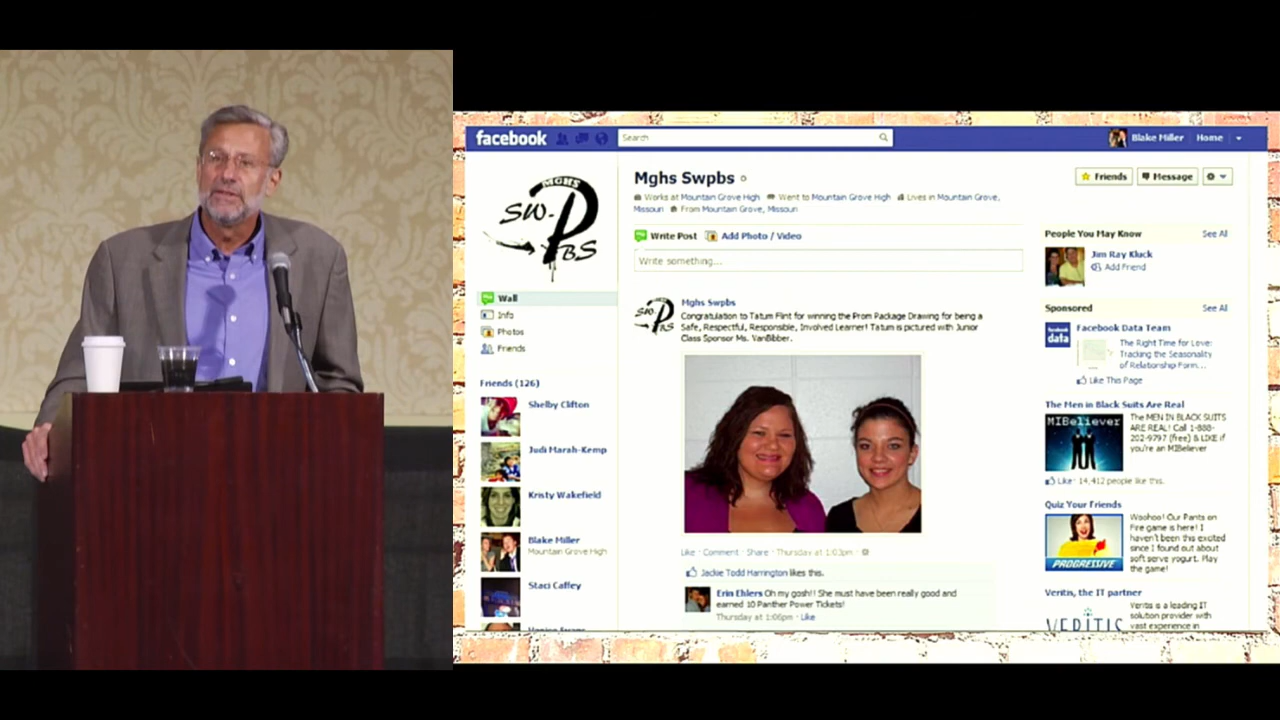 facebook
Search
Blake Miller
Home
MGHS
SW-P
BS
Mghs Swpbs
Works at Mountain Grove High
Went to Mountain Grove High
Lives in Mountain Grove,
Missouri
From Mountain Grove, Missouri
Friends
Message
Write Post
Add Photo / Video
Write something...
Wall
Info
Photos
Friends
Friends (126)
Shelby Clifton
Judi Marah-Kemp
Kristy Wakefield
Blake Miller
Mountain Grove High
Staci Caffey
Mghs Swpbs
Congratulation to Tatum Flint for winning the Prom Package Drawing for being a
Safe, Respectful, Responsible, Involved Learner! Tatum is pictured with Junior
Class Sponsor Ms. VanBibber.
Like · Comment · Share · Thursday at 1:03pm
Jackie Todd Harrington likes this.
Erin Ehlers Oh my gosh!! She must have been really good and
earned 10 Panther Power Tickets!
Thursday at 1:06pm · Like
People You May Know
See All
Jim Ray Kluck
Add Friend
Sponsored
See All
Facebook Data Team
facebook
data
The Right Time for Love:
Tracking the Seasonality
of Relationship Form...
Like This Page
The Men in Black Suits Are Real
MIBeliever
The MEN IN BLACK SUITS
ARE REAL! Call 1-888-
202-9797 (free) & LIKE if
you're an MIBeliever
Like · 14,412 people like this.
Quiz Your Friends
PROGRESSIVE
Woohoo! Our Pants on
Fire game is here! I
haven't been this excited
since I found out about
soft serve yogurt. Play
the game!
Veritis, the IT partner
VERITIS
Veritis is a leading IT
solution provider with
vast experience in